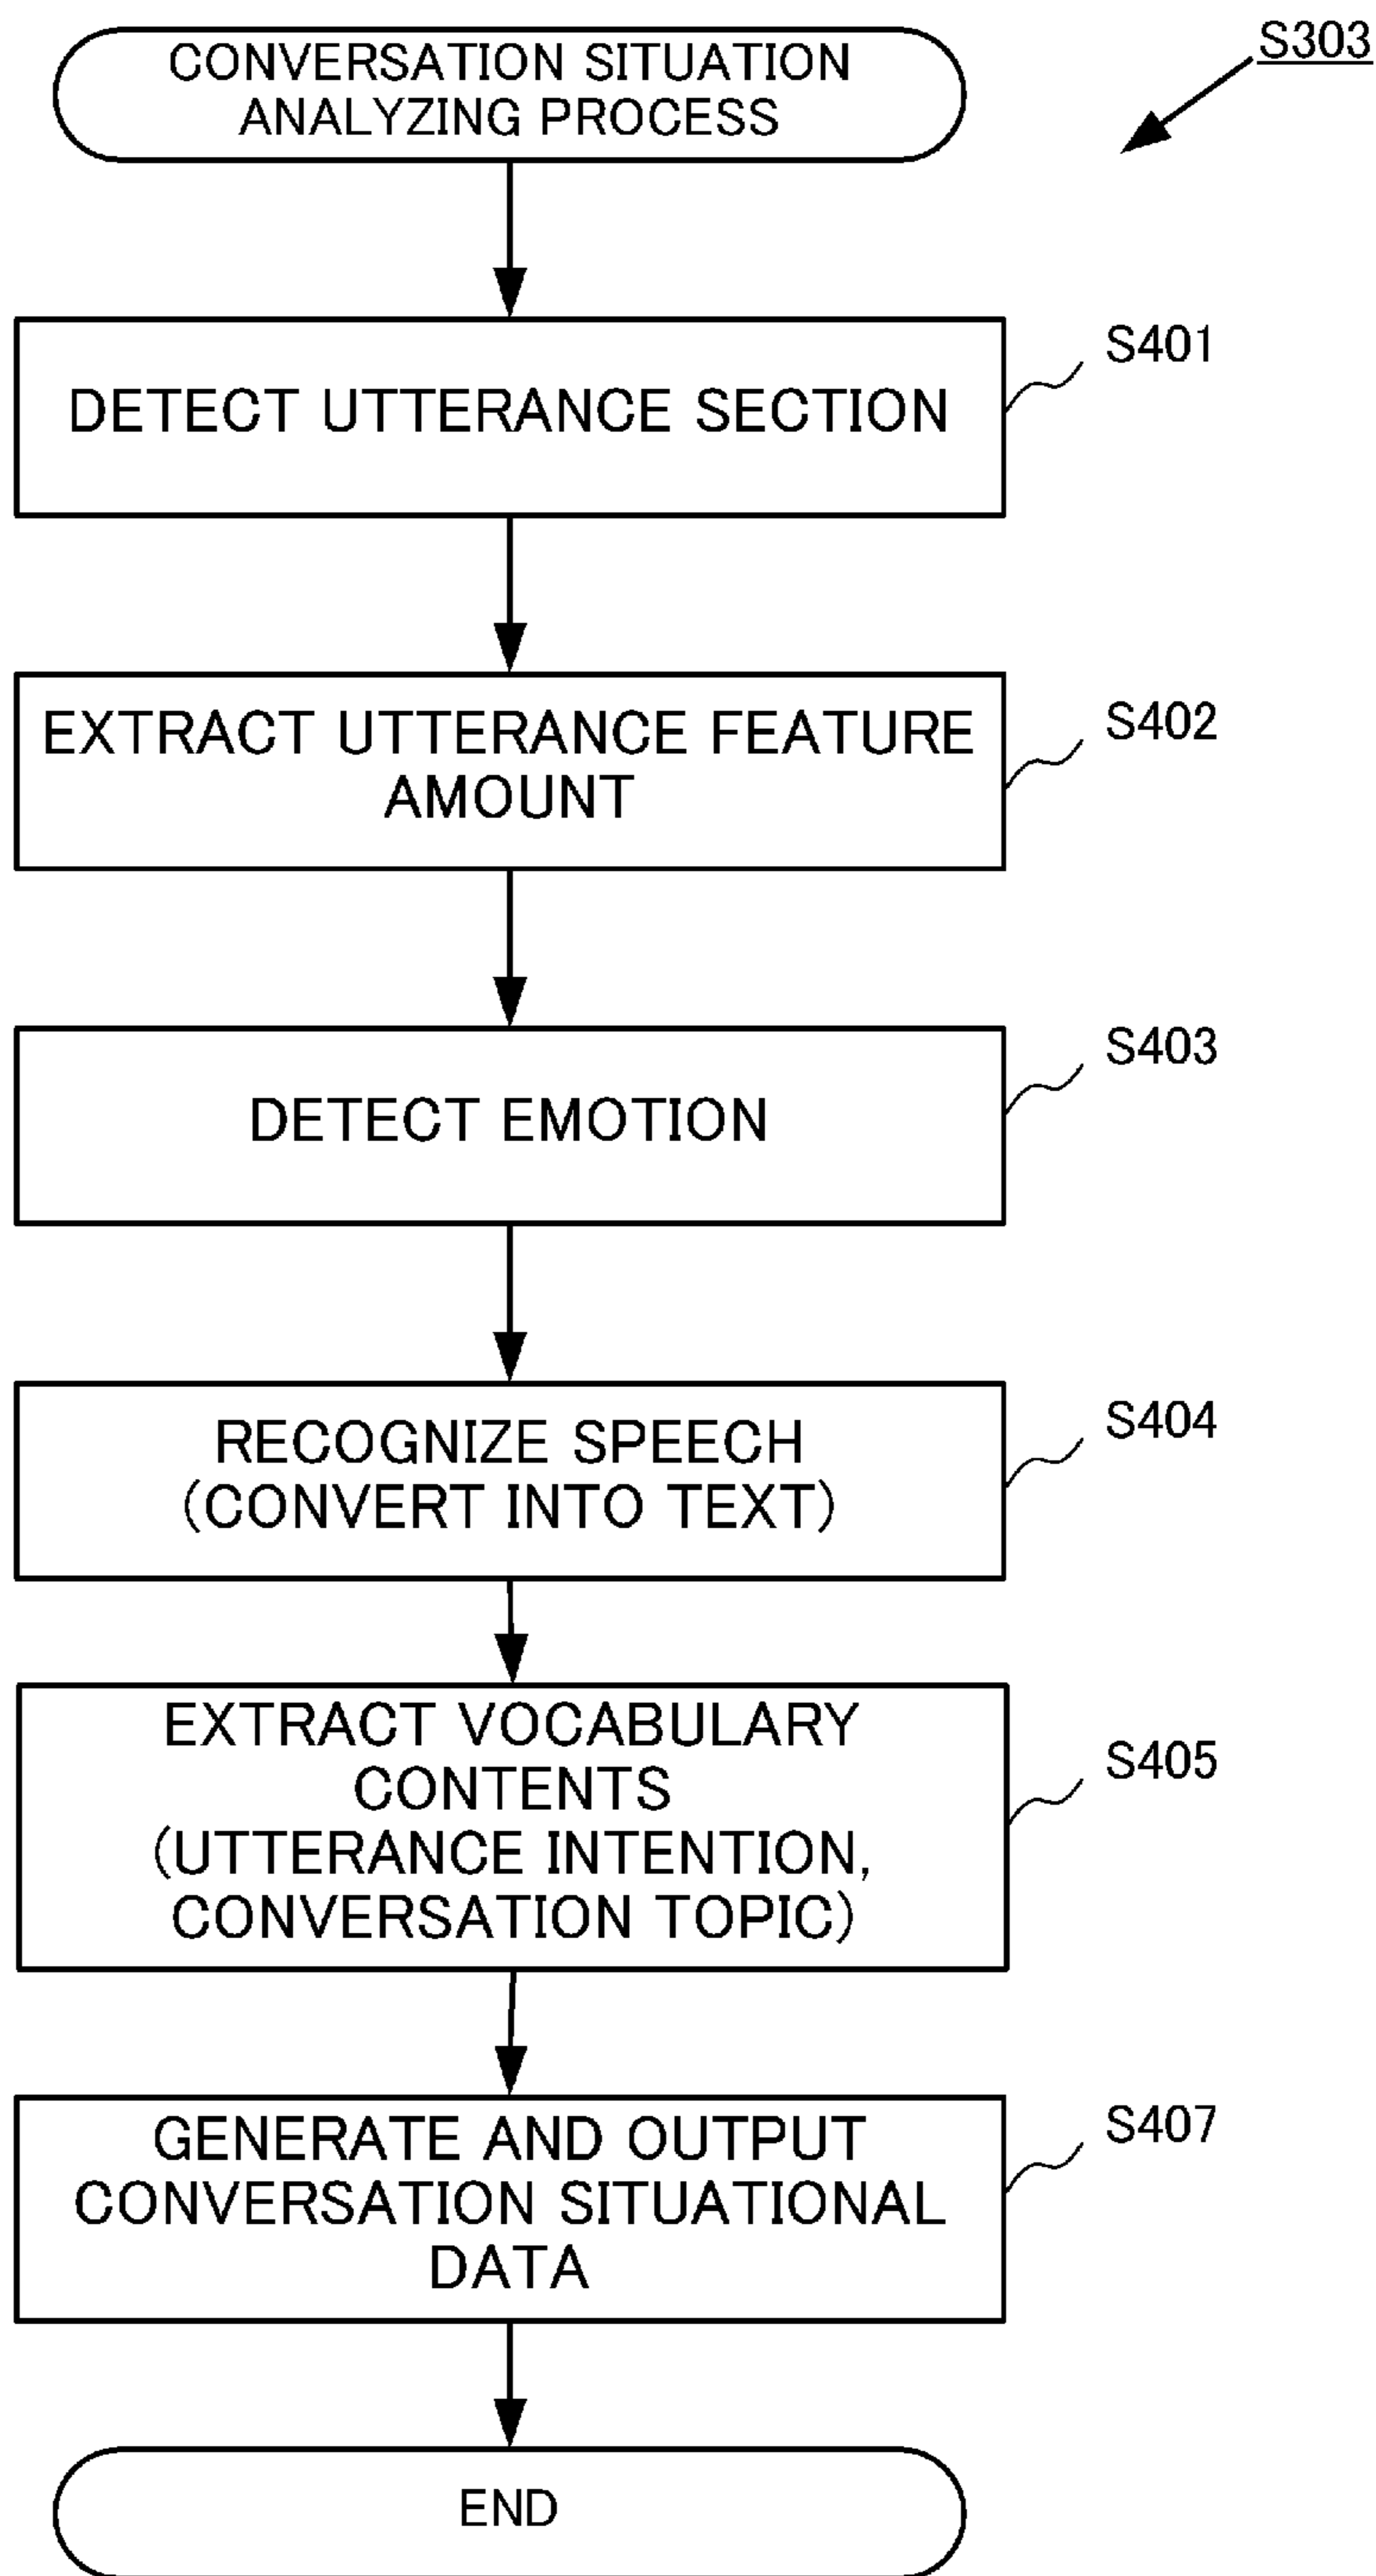 CONVERSATION SITUATION
ANALYZING PROCESS
S303
DETECT UTTERANCE SECTION
S401
EXTRACT UTTERANCE FEATURE
AMOUNT
S402
DETECT EMOTION
S403
RECOGNIZE SPEECH
(CONVERT INTO TEXT)
S404
EXTRACT VOCABULARY
CONTENTS
(UTTERANCE INTENTION,
CONVERSATION TOPIC)
S405
GENERATE AND OUTPUT
CONVERSATION SITUATIONAL
DATA
S407
END